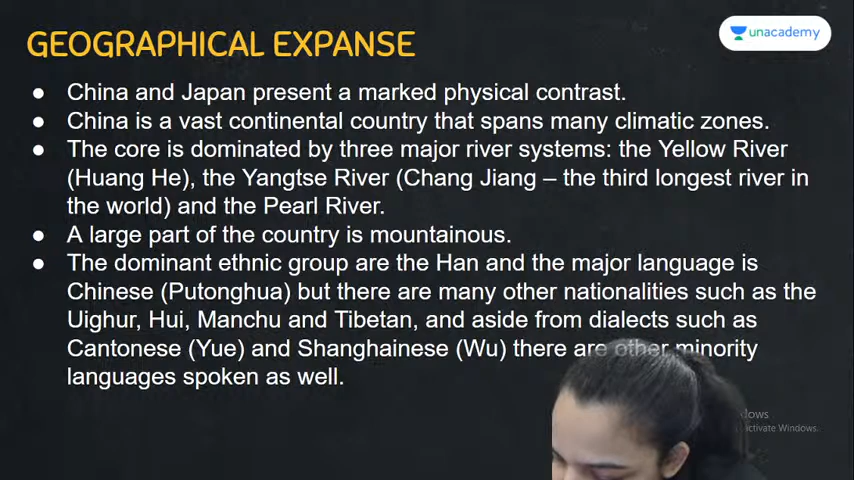 GEOGRAPHICAL EXPANSE
unacademy
● China and Japan present a marked physical contrast.
● China is a vast continental country that spans many climatic zones.
● The core is dominated by three major river systems: the Yellow River
(Huang He), the Yangtse River (Chang Jiang – the third longest river in
the world) and the Pearl River.
● A large part of the country is mountainous.
● The dominant ethnic group are the Han and the major language is
Chinese (Putonghua) but there are many other nationalities such as the
Uighur, Hui, Manchu and Tibetan, and aside from dialects such as
Cantonese (Yue) and Shanghainese (Wu) there are other minority
languages spoken as well.
dows
activate Windows.